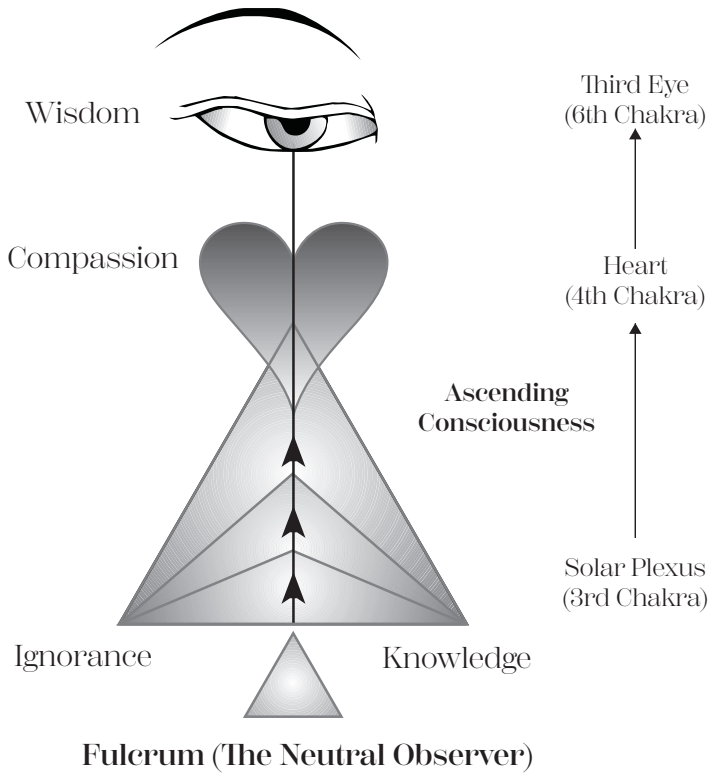 Wisdom
Third Eye
(6th Chakra)
Compassion
Heart
(4th Chakra)
Ascending
Consciousness
Solar Plexus
(3rd Chakra)
Ignorance
Knowledge
Fulcrum (The Neutral Observer)